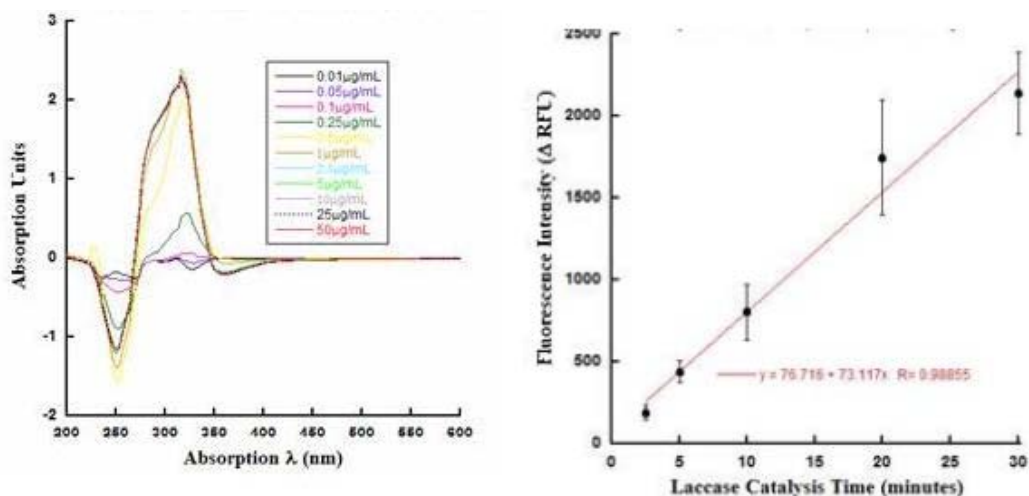 Absorption Units
3
2
1
0
-1
-2
200 250 300 350 400 450 500 550 600
Absorption λ (nm)
0.01µg/mL
0.05µg/mL
0.1µg/mL
0.25µg/mL
1µg/mL
5µg/mL
10µg/mL
25µg/mL
50µg/mL
Fluorescence Intensity (Δ RFU)
2500
2000
1500
1000
500
0
y = 76.716 + 73.117x R= 0.98855
0 5 10 15 20 25 30
Laccase Catalysis Time (minutes)